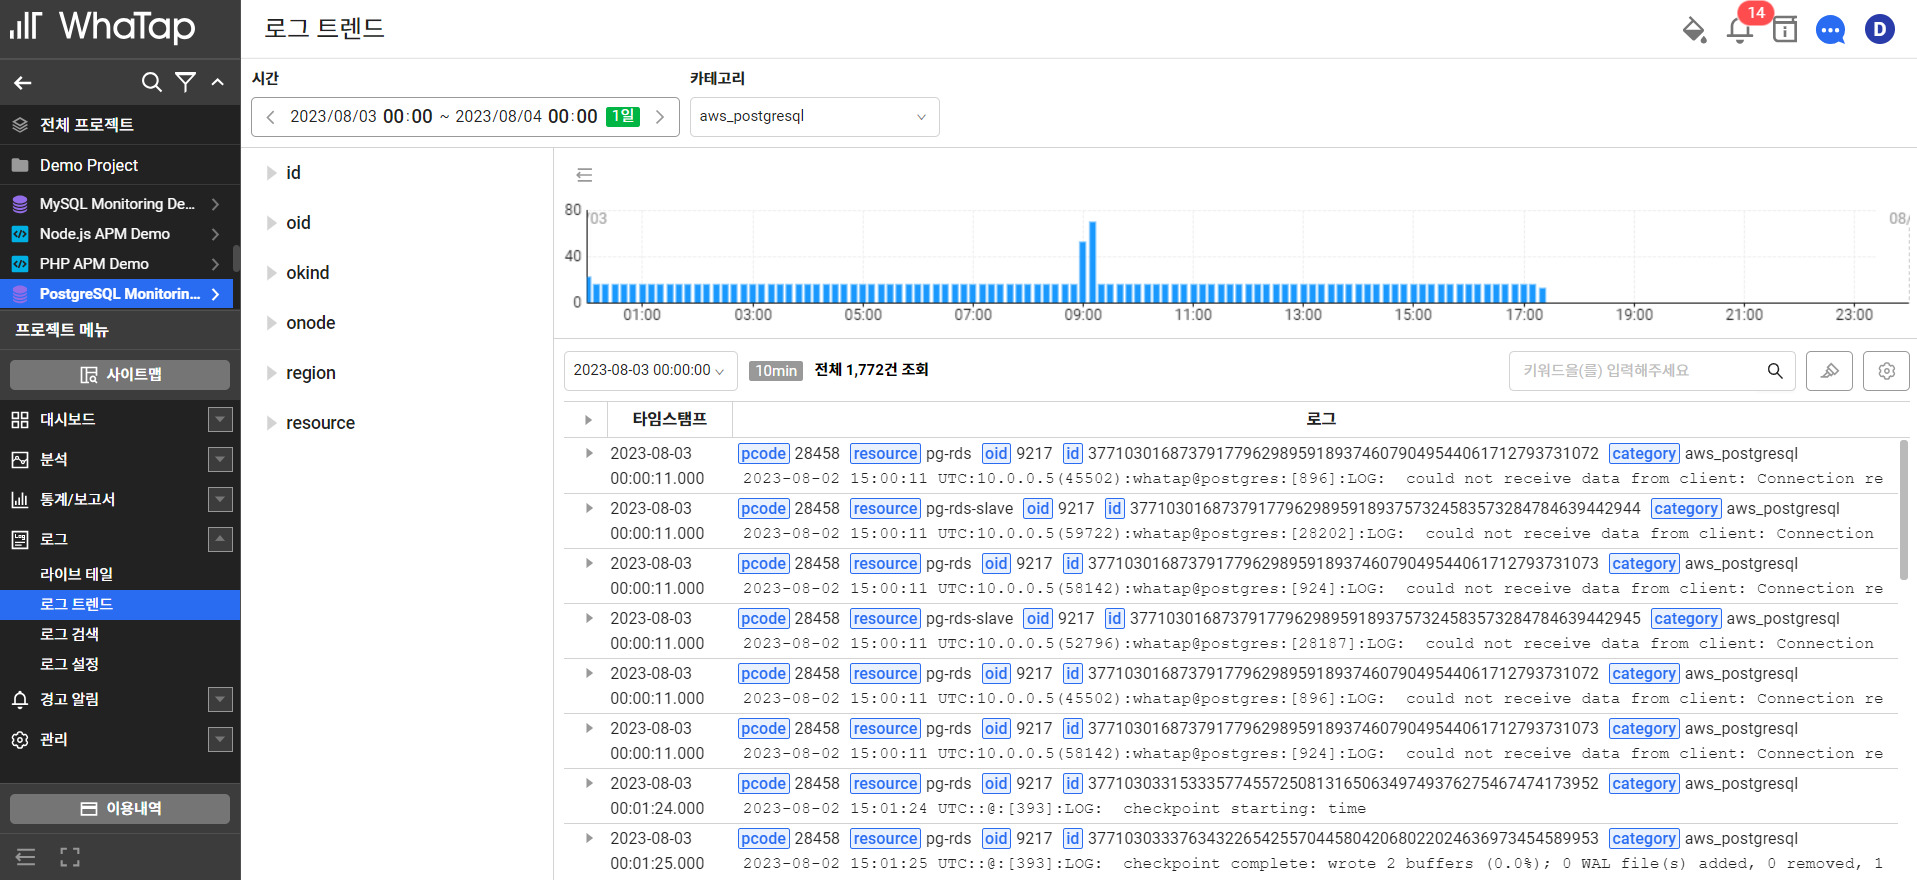 WhaTap
전체 프로젝트
Demo Project
MySQL Monitoring De...
Node.js APM Demo
PHP APM Demo
PostgreSQL Monitorin...
프로젝트 메뉴
사이트맵
대시보드
분석
통계/보고서
로그
라이브 테일
로그 트렌드
로그 검색
로그 설정
경고 알림
관리
이용내역
로그 트렌드
14
D
시간
카테고리
2023/08/03 00:00 ~ 2023/08/04 00:00 1일
aws_postgresql
id
oid
okind
onode
region
resource
80
40
0
/03
08/
01:00 03:00 05:00 07:00 09:00 11:00 13:00 15:00 17:00 19:00 21:00 23:00
2023-08-03 00:00:00 10min 전체 1,772건 조회
키워드을(를) 입력해주세요
타임스탬프 로그
2023-08-03 pcode 28458 resource pg-rds oid 9217 id 37710301687379177962989591893746079049544061712793731072 category aws_postgresql
00:00:11.000 2023-08-02 15:00:11 UTC:10.0.0.5(45502):whatap@postgres:[896]:LOG: could not receive data from client: Connection re
2023-08-03 pcode 28458 resource pg-rds-slave oid 9217 id 37710301687379177962989591893757324583573284784639442944 category aws_postgresql
00:00:11.000 2023-08-02 15:00:11 UTC:10.0.0.5(59722):whatap@postgres:[28202]:LOG: could not receive data from client: Connection
2023-08-03 pcode 28458 resource pg-rds oid 9217 id 37710301687379177962989591893746079049544061712793731073 category aws_postgresql
00:00:11.000 2023-08-02 15:00:11 UTC:10.0.0.5(58142):whatap@postgres:[924]:LOG: could not receive data from client: Connection re
2023-08-03 pcode 28458 resource pg-rds-slave oid 9217 id 37710301687379177962989591893757324583573284784639442945 category aws_postgresql
00:00:11.000 2023-08-02 15:00:11 UTC:10.0.0.5(52796):whatap@postgres:[28187]:LOG: could not receive data from client: Connection
2023-08-03 pcode 28458 resource pg-rds oid 9217 id 37710301687379177962989591893746079049544061712793731072 category aws_postgresql
00:00:11.000 2023-08-02 15:00:11 UTC:10.0.0.5(45502):whatap@postgres:[896]:LOG: could not receive data from client: Connection re
2023-08-03 pcode 28458 resource pg-rds oid 9217 id 37710301687379177962989591893746079049544061712793731073 category aws_postgresql
00:00:11.000 2023-08-02 15:00:11 UTC:10.0.0.5(58142):whatap@postgres:[924]:LOG: could not receive data from client: Connection re
2023-08-03 pcode 28458 resource pg-rds oid 9217 id 37710303315333577455725081316506349749376275467474173952 category aws_postgresql
00:01:24.000 2023-08-02 15:01:24 UTC::@:[393]:LOG: checkpoint starting: time
2023-08-03 pcode 28458 resource pg-rds oid 9217 id 37710303337634322654255704458042068022024636973454589953 category aws_postgresql
00:01:25.000 2023-08-02 15:01:25 UTC::@:[393]:LOG: checkpoint complete: wrote 2 buffers (0.0%); 0 WAL file(s) added, 0 removed, 1